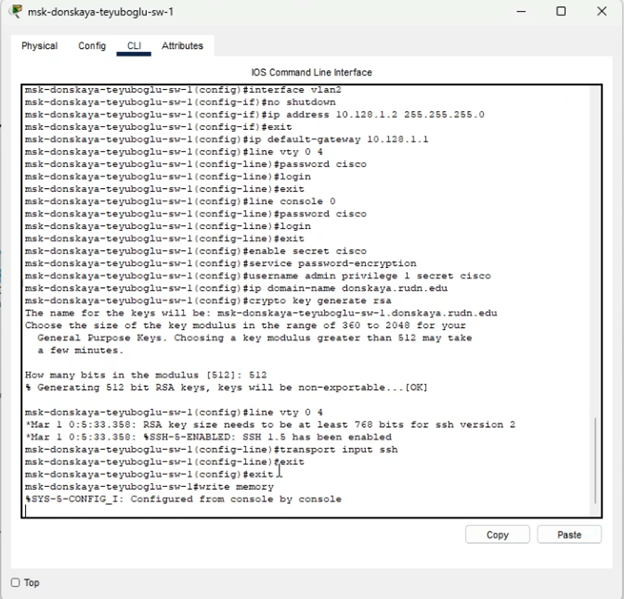 msk-donskaya-teyuboglu-sw-1
Physical Config CLI Attributes
IOS Command Line Interface
msk-donskaya-teyuboglu-sw-1(config)#interface vlan2
msk-donskaya-teyuboglu-sw-1(config-if)#no shutdown
msk-donskaya-teyuboglu-sw-1(config-if)#ip address 10.128.1.2 255.255.255.0
msk-donskaya-teyuboglu-sw-1(config-if)#exit
msk-donskaya-teyuboglu-sw-1(config)#ip default-gateway 10.128.1.1
msk-donskaya-teyuboglu-sw-1(config)#line vty 0 4
msk-donskaya-teyuboglu-sw-1(config-line)#password cisco
msk-donskaya-teyuboglu-sw-1(config-line)#login
msk-donskaya-teyuboglu-sw-1(config-line)#exit
msk-donskaya-teyuboglu-sw-1(config)#line console 0
msk-donskaya-teyuboglu-sw-1(config-line)#password cisco
msk-donskaya-teyuboglu-sw-1(config-line)#login
msk-donskaya-teyuboglu-sw-1(config-line)#exit
msk-donskaya-teyuboglu-sw-1(config)#enable secret cisco
msk-donskaya-teyuboglu-sw-1(config)#service password-encryption
msk-donskaya-teyuboglu-sw-1(config)#username admin privilege 1 secret cisco
msk-donskaya-teyuboglu-sw-1(config)#ip domain-name donskaya.rudn.edu
msk-donskaya-teyuboglu-sw-1(config)#crypto key generate rsa
The name for the keys will be: msk-donskaya-teyuboglu-sw-1.donskaya.rudn.edu
Choose the size of the key modulus in the range of 360 to 2048 for your
General Purpose Keys. Choosing a key modulus greater than 512 may take
a few minutes.
How many bits in the modulus [512]: 512
% Generating 512 bit RSA keys, keys will be non-exportable...[OK]
msk-donskaya-teyuboglu-sw-1(config)#line vty 0 4
*Mar 1 0:5:33.358: RSA key size needs to be at least 768 bits for ssh version 2
*Mar 1 0:5:33.358: %SSH-5-ENABLED: SSH 1.5 has been enabled
msk-donskaya-teyuboglu-sw-1(config-line)#transport input ssh
msk-donskaya-teyuboglu-sw-1(config-line)#exit
msk-donskaya-teyuboglu-sw-1(config)#exit
msk-donskaya-teyuboglu-sw-1#write memory
%SYS-5-CONFIG_I: Configured from console by console
Copy Paste
Top